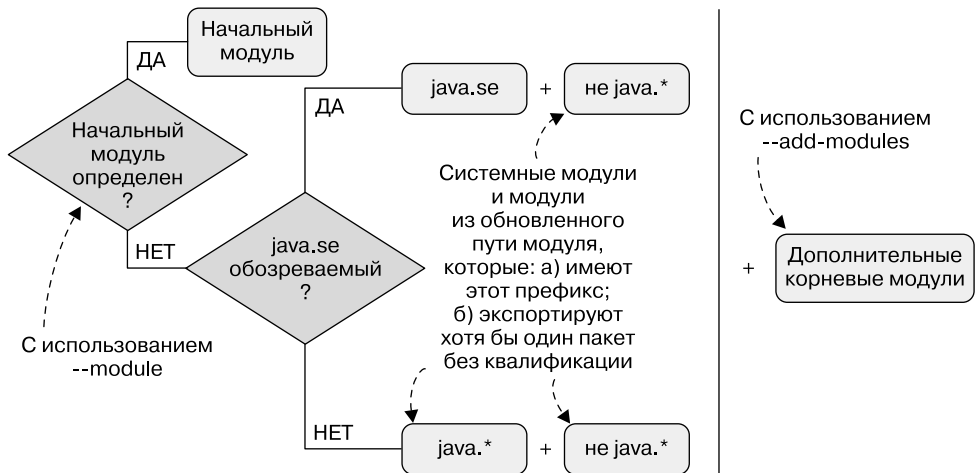 Начальный
модуль
ДА
Начальный
модуль
определен
?
НЕТ
С использованием
--module
java.se
обозреваемый
?
ДА
java.se
+
не java.*
Системные модули
и модули
из обновленного
пути модуля,
которые: а) имеют
этот префикс;
б) экспортируют
хотя бы один пакет
без квалификации
НЕТ
java.*
+
не java.*
С использованием
--add-modules
+
Дополнительные
корневые модули